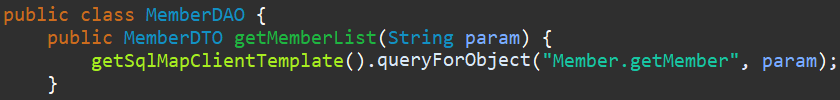 public class MemberDAO {
    public MemberDTO getMemberList(String param) {
        getSqlMapClientTemplate().queryForObject("Member.getMember", param);
    }